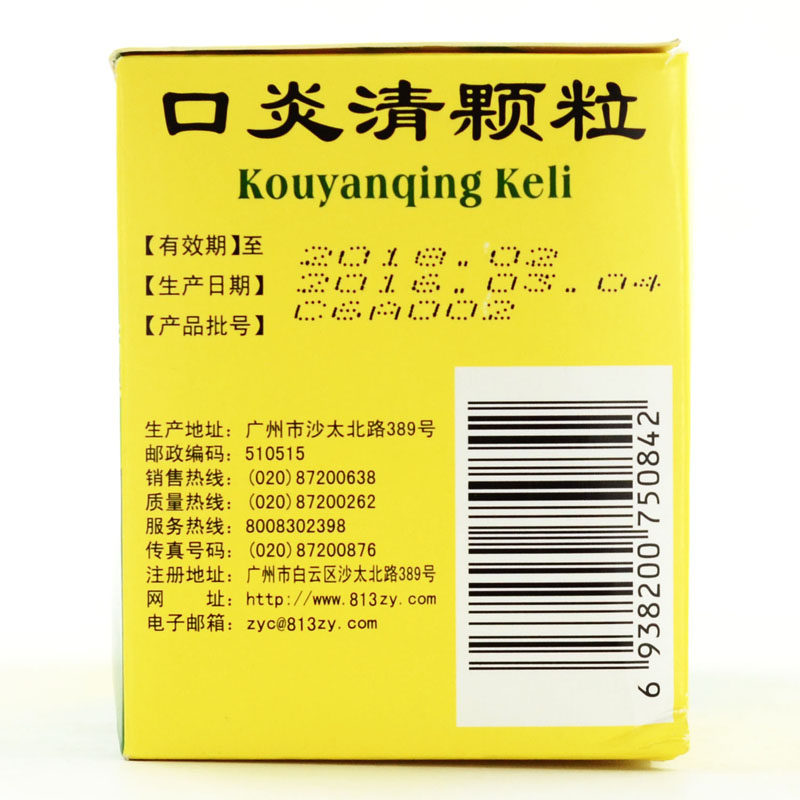 口炎清颗粒
Kouyanqing Keli
【有效期】至 2018.02
【生产日期】 2016.03.04
【产品批号】 C6A002
生产地址：广州市沙太北路389号
邮政编码：510515
销售热线：(020)87200638
质量热线：(020)87200262
服务热线：8008302398
传真号码：(020)87200876
注册地址：广州市白云区沙太北路389号
网　　址：http://www.813zy.com
电子邮箱：zyc@813zy.com
6 938200 750842